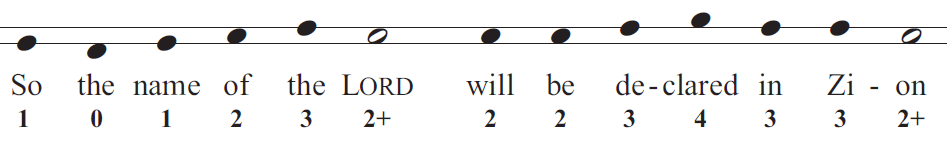 So the name of the LORD will be de-clared in Zi - on
1 0 1 2 3 2+ 2 2 3 4 3 3 2+